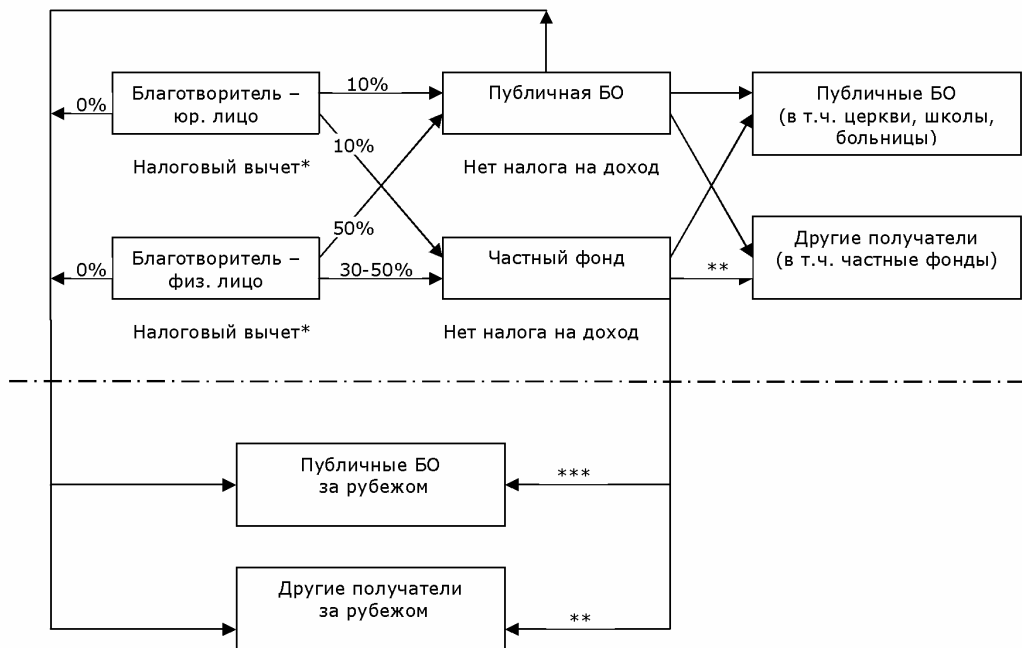 0%
Благотворитель –
юр. лицо
Налоговый вычет*
10%
10%
Публичная БО
Нет налога на доход
Публичные БО
(в т.ч. церкви, школы,
больницы)
0%
Благотворитель –
физ. лицо
Налоговый вычет*
50%
30-50%
Частный фонд
Нет налога на доход
**
Другие получатели
(в т.ч. частные фонды)
Публичные БО
за рубежом
***
Другие получатели
за рубежом
**